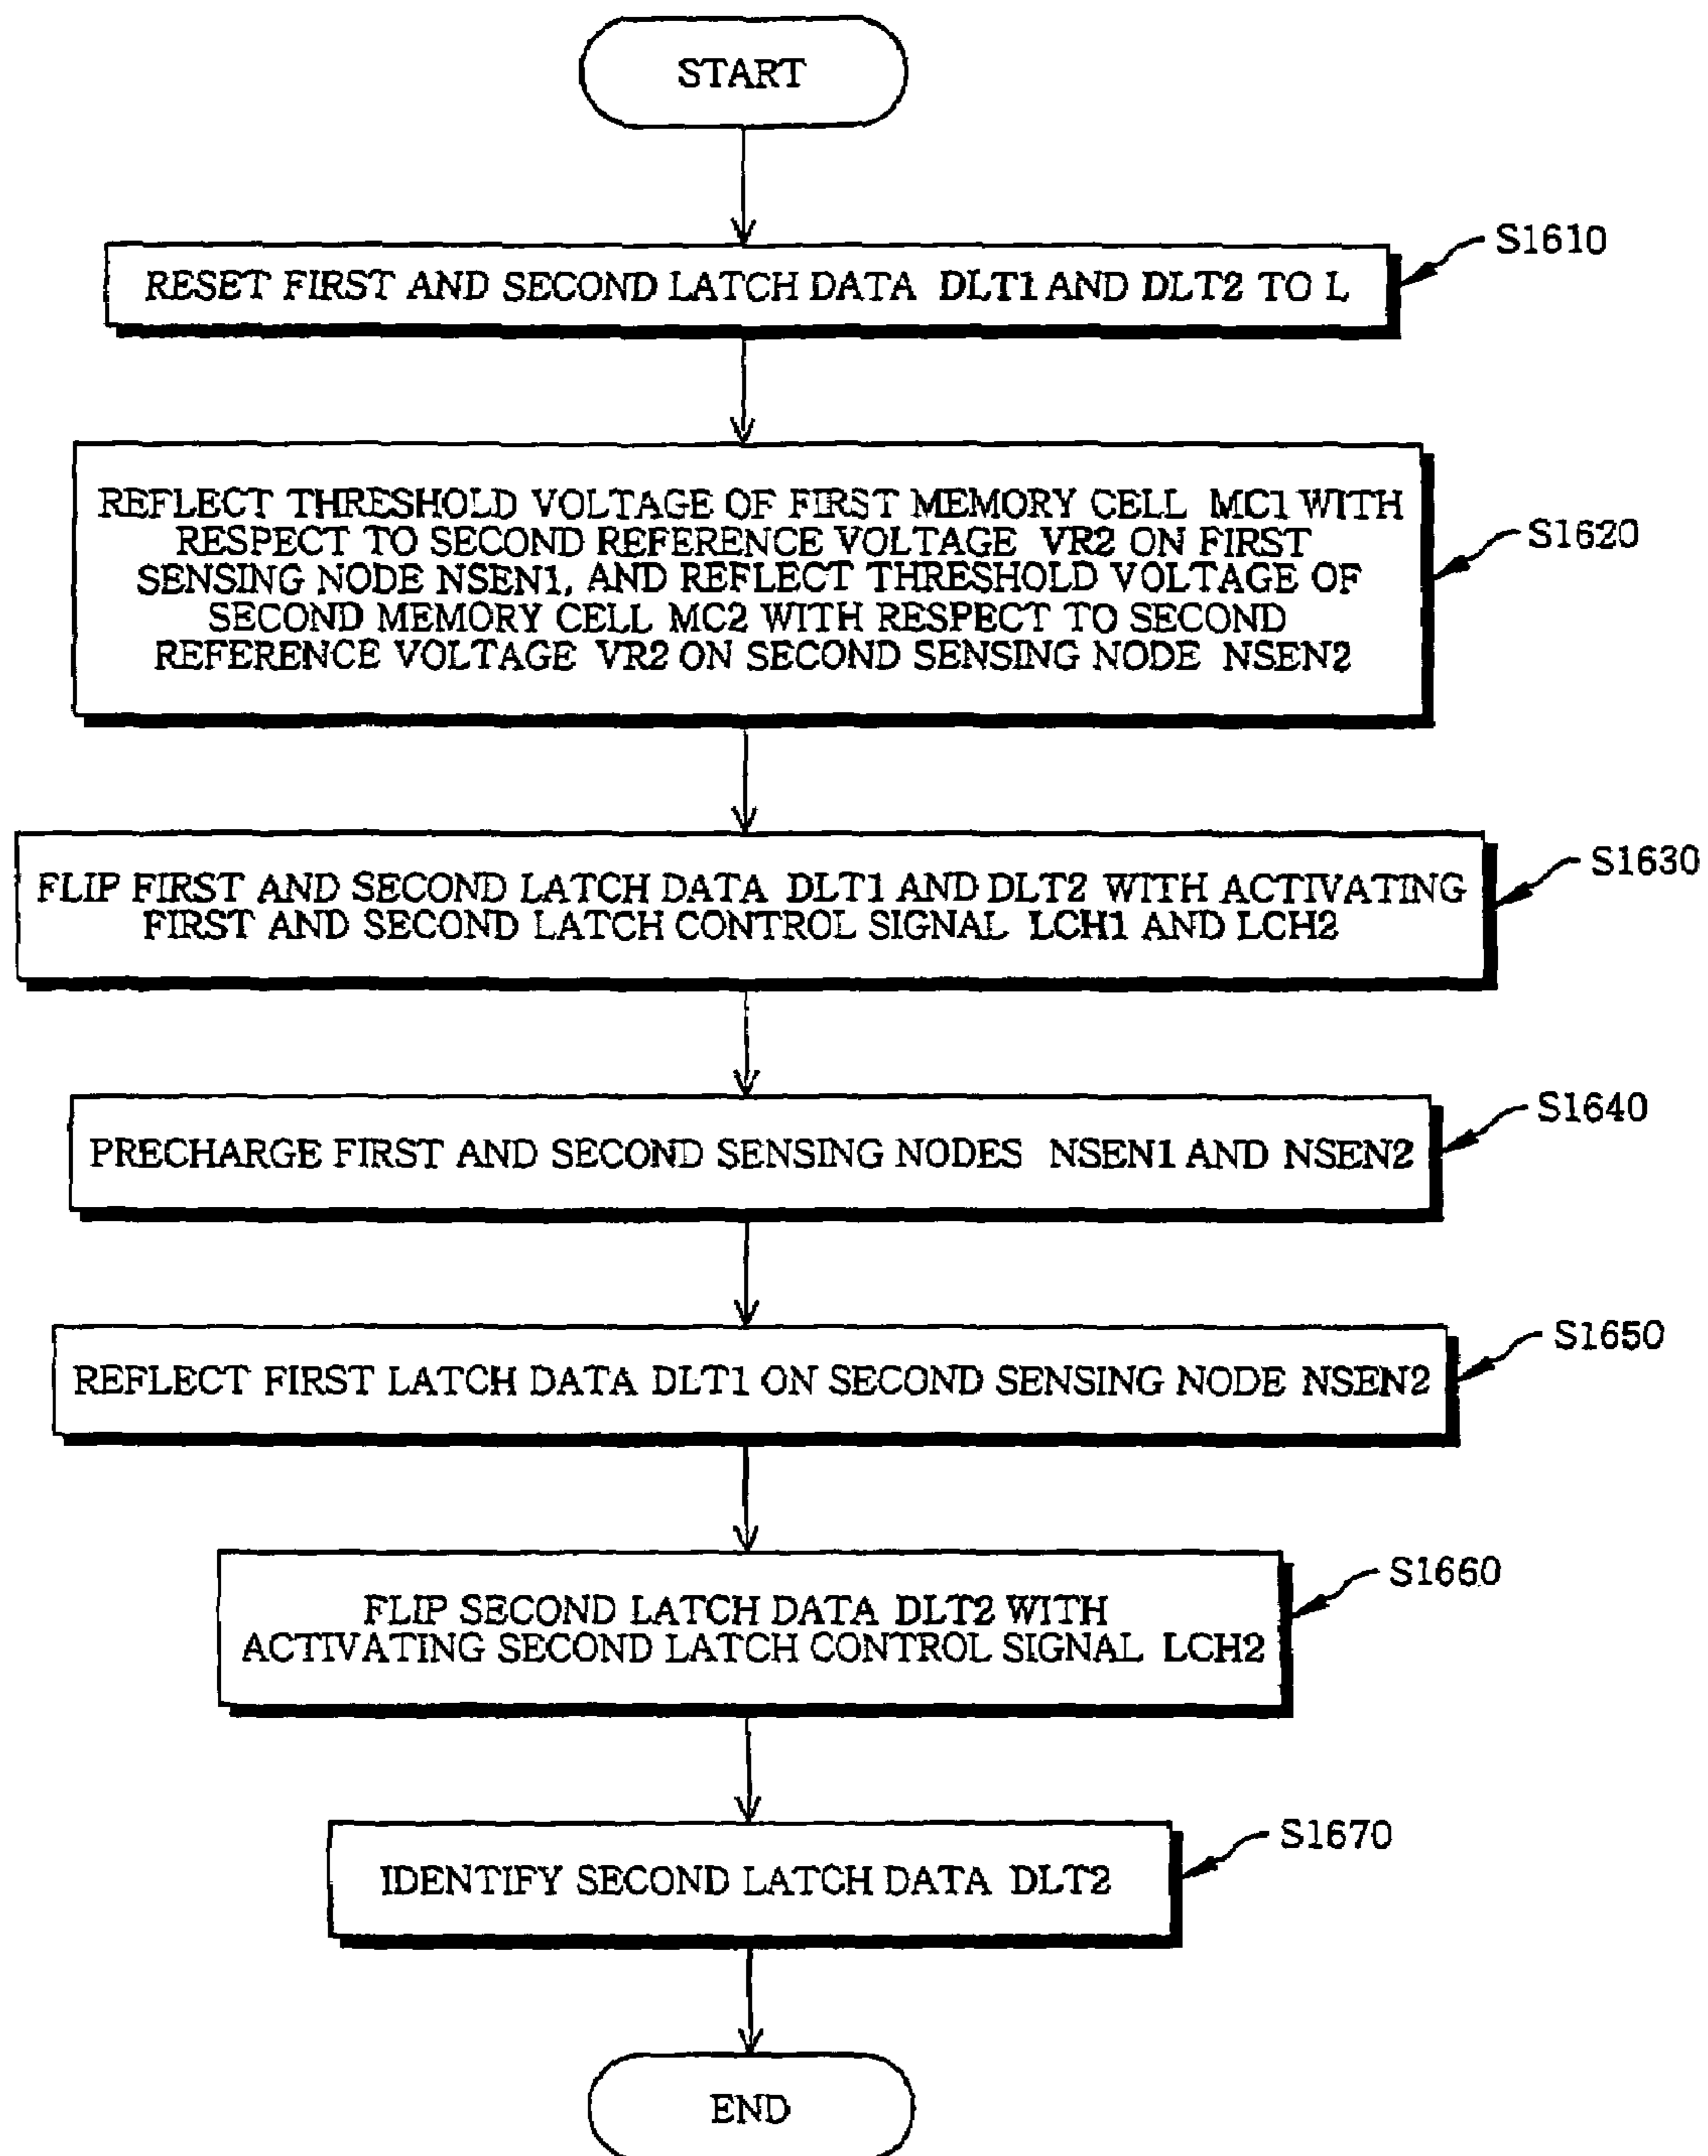 START
S1610
RESET FIRST AND SECOND LATCH DATA DLT1 AND DLT2 TO L
REFLECT THRESHOLD VOLTAGE OF FIRST MEMORY CELL MC1 WITH
RESPECT TO SECOND REFERENCE VOLTAGE VR2 ON FIRST
SENSING NODE NSEN1, AND REFLECT THRESHOLD VOLTAGE OF
SECOND MEMORY CELL MC2 WITH RESPECT TO SECOND
REFERENCE VOLTAGE VR2 ON SECOND SENSING NODE NSEN2
S1620
FLIP FIRST AND SECOND LATCH DATA DLT1 AND DLT2 WITH ACTIVATING
FIRST AND SECOND LATCH CONTROL SIGNAL LCH1 AND LCH2
S1630
PRECHARGE FIRST AND SECOND SENSING NODES NSEN1 AND NSEN2
S1640
REFLECT FIRST LATCH DATA DLT1 ON SECOND SENSING NODE NSEN2
S1650
FLIP SECOND LATCH DATA DLT2 WITH
ACTIVATING SECOND LATCH CONTROL SIGNAL LCH2
S1660
IDENTIFY SECOND LATCH DATA DLT2
S1670
END